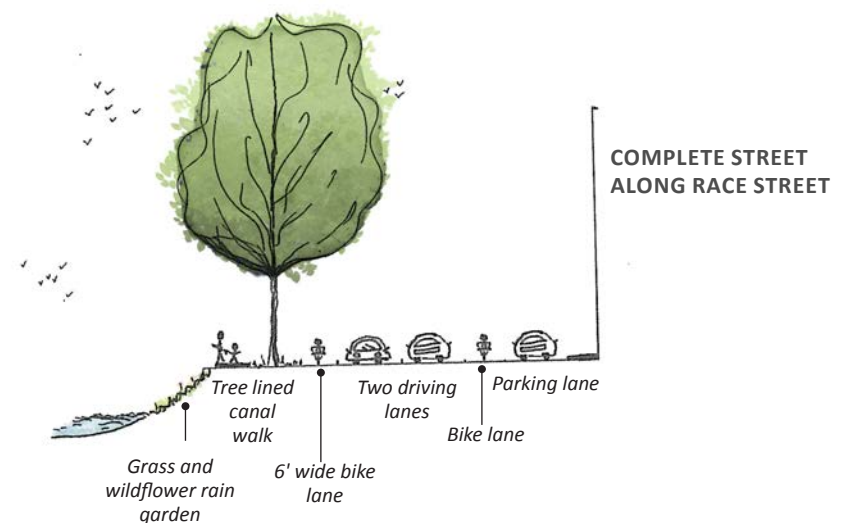 COMPLETE STREET
ALONG RACE STREET
Tree lined
canal
walk
Two driving
lanes
Parking lane
Bike lane
Grass and
wildflower rain
garden
6' wide bike
lane